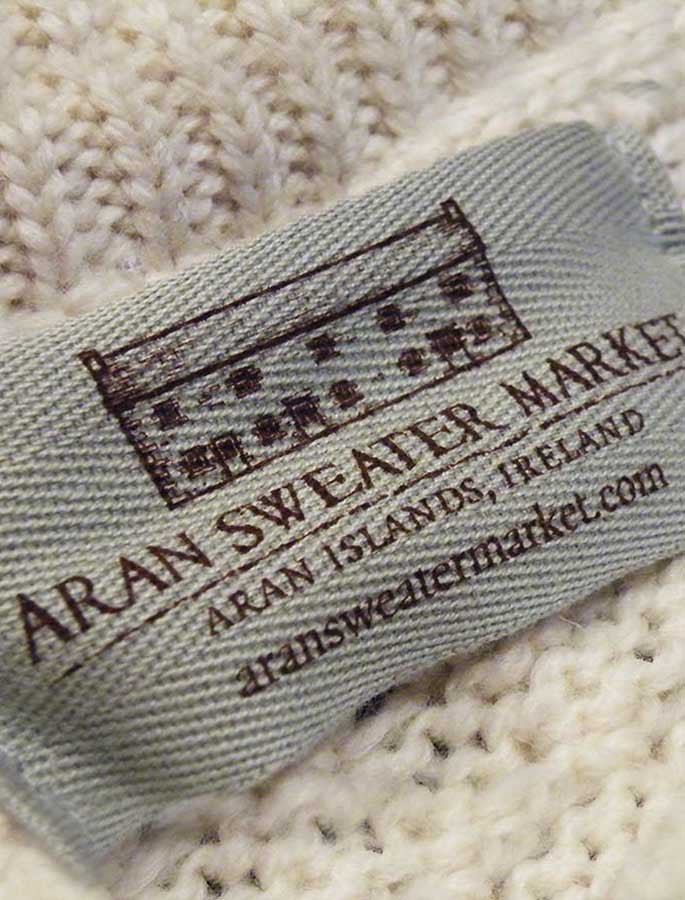 ARAN SWEATER MARKET
ARAN ISLANDS, IRELAND
aransweatermarket.com